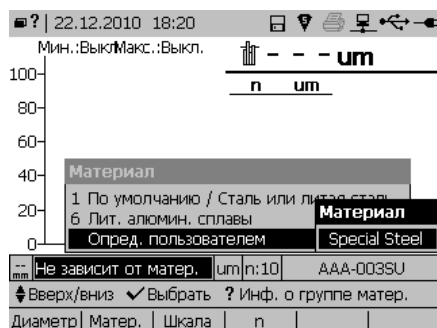 ? 22.12.2010 18:20
Мин.:Выкл Макс.:Выкл.
- - - um
n um
100
80
60
40
20
0
Материал
1 По умолчанию / Сталь или литая сталь
6 Лит. алюмин. сплавы
Опред. пользователем
Материал
Special Steel
-- mm Не зависит от матер. um n:10 AAA-003SU
Вверх/вниз Выбрать ? Инф. о группе матер.
Диаметр Матер. Шкала n